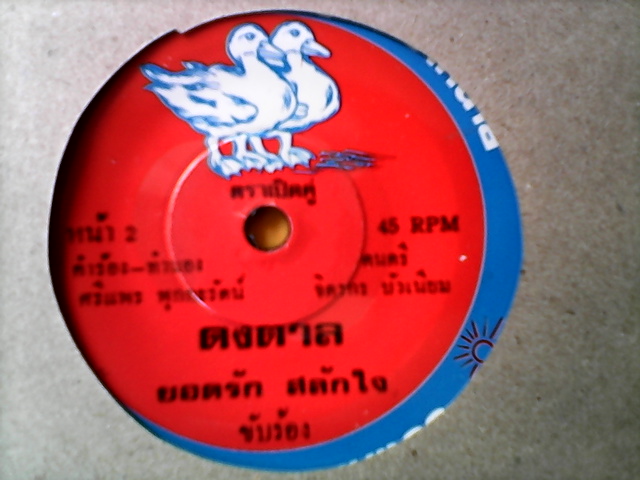 ตราเป็ดคู่
หน้า 2
45 RPM
คำร้อง-ทำนอง
ดนตรี
ศรีแพร
จิตรกร บัวเนียม
ดงตาล
ยอดรัก สลักใจ
ขับร้อง